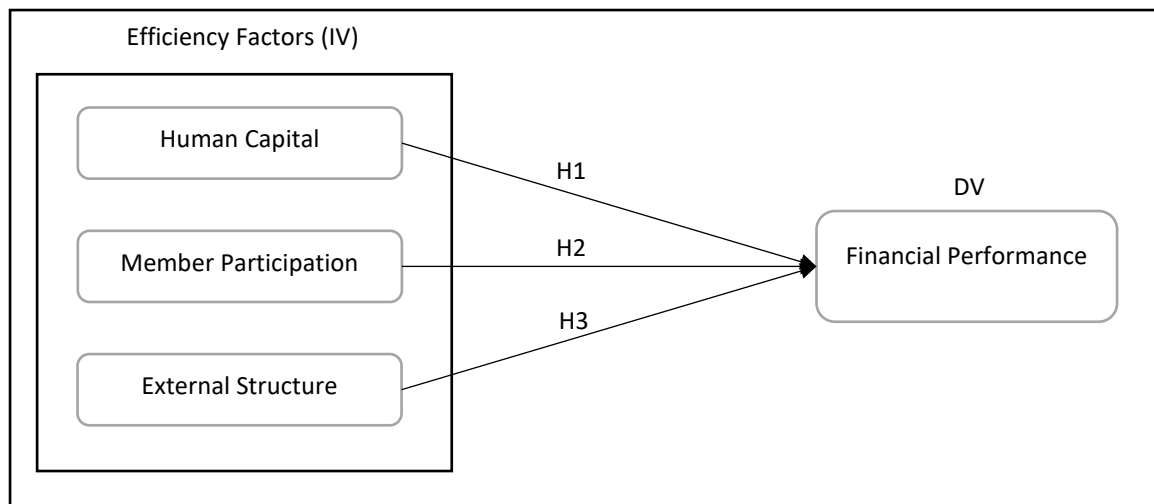 Efficiency Factors (IV)
Human Capital
H1
DV
Member Participation
H2
Financial Performance
H3
External Structure